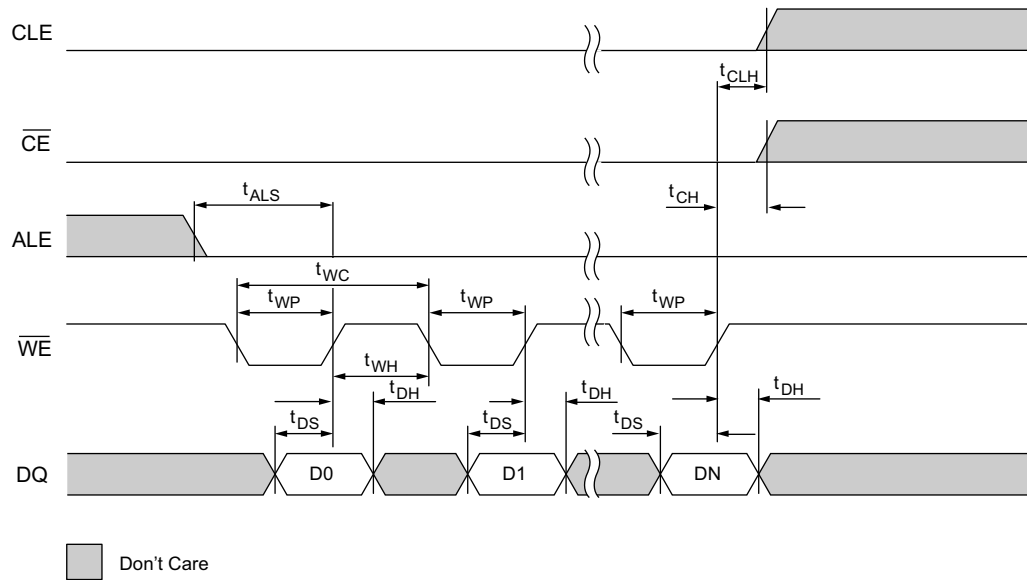 CLE
tCLH
CE
tCH
tALS
ALE
tWC
tWP tWP tWP
WE
tWH
tDH tDH tDH
tDS tDS tDS
DQ D0 D1 DN
Don't Care